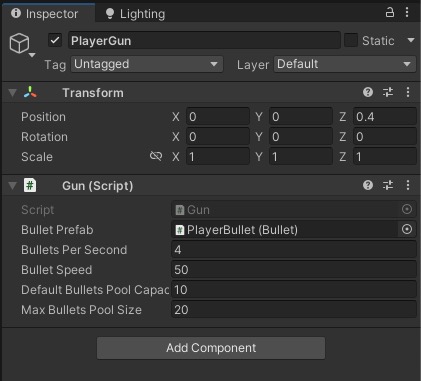 Inspector Lighting
PlayerGun Static
Tag Untagged Layer Default
Transform
Position X 0 Y 0 Z 0.4
Rotation X 0 Y 0 Z 0
Scale X 1 Y 1 Z 1
# Gun (Script)
Script # Gun
Bullet Prefab # PlayerBullet (Bullet)
Bullets Per Second 4
Bullet Speed 50
Default Bullets Pool Capac 10
Max Bullets Pool Size 20
Add Component